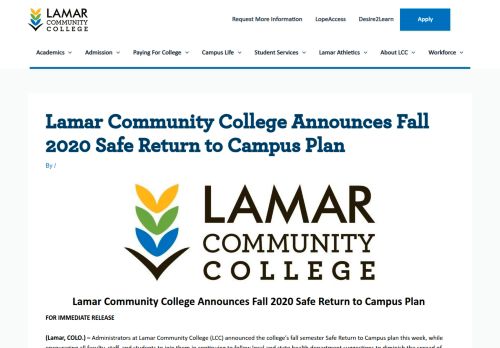 LAMAR
COMMUNITY
COLLEGE
Request More Information LopeAccess Desire2Learn Apply
Academics Admission Paying For College Campus Life Student Services Lamar Athletics About LCC Workforce
Lamar Community College Announces Fall
2020 Safe Return to Campus Plan
By /
LAMAR
COMMUNITY
COLLEGE
Lamar Community College Announces Fall 2020 Safe Return to Campus Plan
FOR IMMEDIATE RELEASE
(Lamar, COLO.) – Administrators at Lamar Community College (LCC) announced the college's fall semester Safe Return to Campus plan this week, while